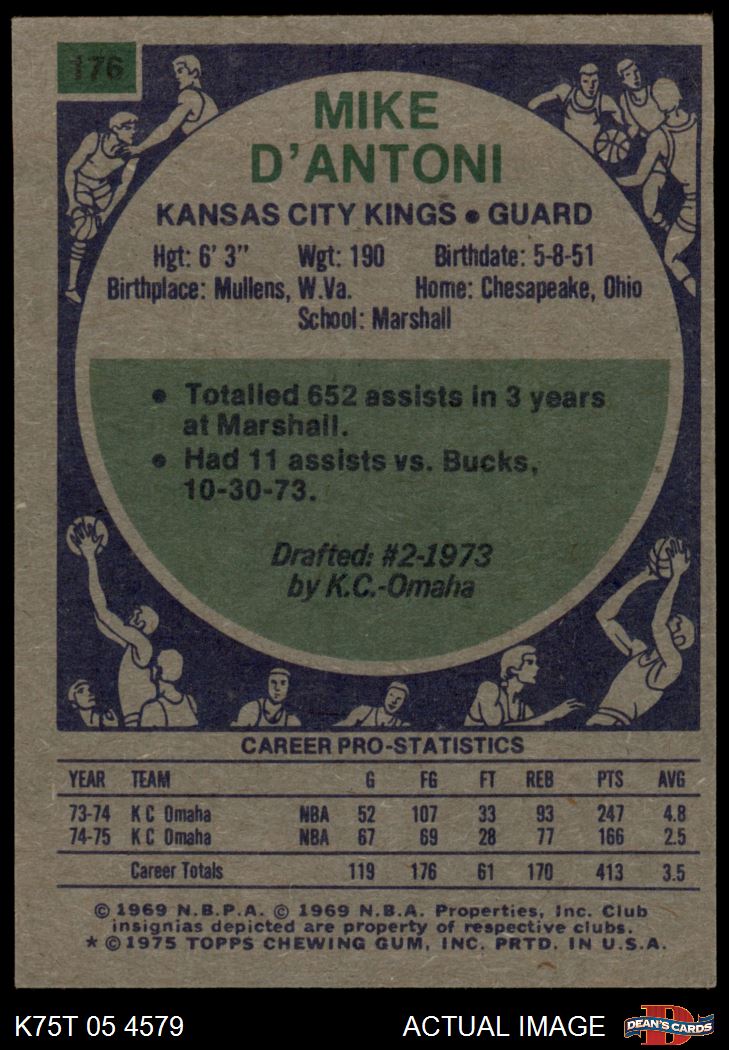 176
MIKE
D'ANTONI
KANSAS CITY KINGS • GUARD
Hgt: 6' 3" Wgt: 190 Birthdate: 5-8-51
Birthplace: Mullens, W.Va. Home: Chesapeake, Ohio
School: Marshall
• Totalled 652 assists in 3 years
at Marshall.
• Had 11 assists vs. Bucks,
10-30-73.
Drafted: #2-1973
by K.C.-Omaha
CAREER PRO-STATISTICS
YEAR TEAM G FG FT REB PTS AVG
73-74 K C Omaha NBA 52 107 33 93 247 4.8
74-75 K C Omaha NBA 67 69 28 77 166 2.5
Career Totals 119 176 61 170 413 3.5
© 1969 N.B.P.A. © 1969 N.B.A. Properties, Inc. Club
insignias depicted are property of respective clubs.
* © 1975 TOPPS CHEWING GUM, INC. PRTD. IN U.S.A.
K75T 05 4579 ACTUAL IMAGE
D
DEAN'S CARDS